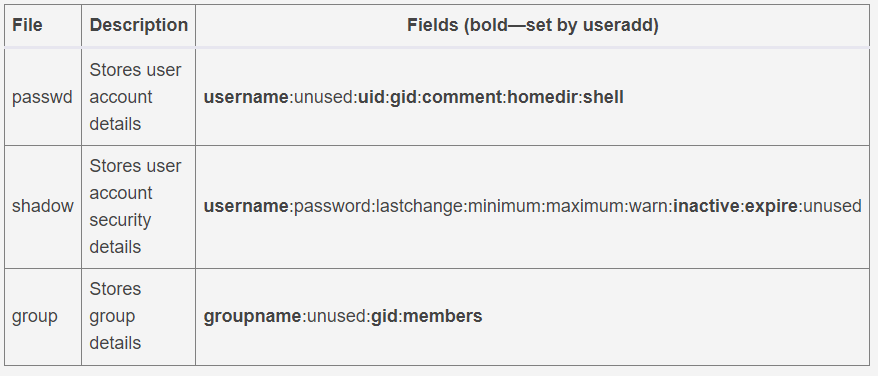 File Description Fields (bold—set by useradd)
Stores user
account
details
passwd
username:unused:uid:gid:comment:homedir:shell
Stores user
account
security
details
shadow
username:password:lastchange:minimum:maximum:warn:inactive:expire:unused
Stores
group
details
group
groupname:unused:gid:members